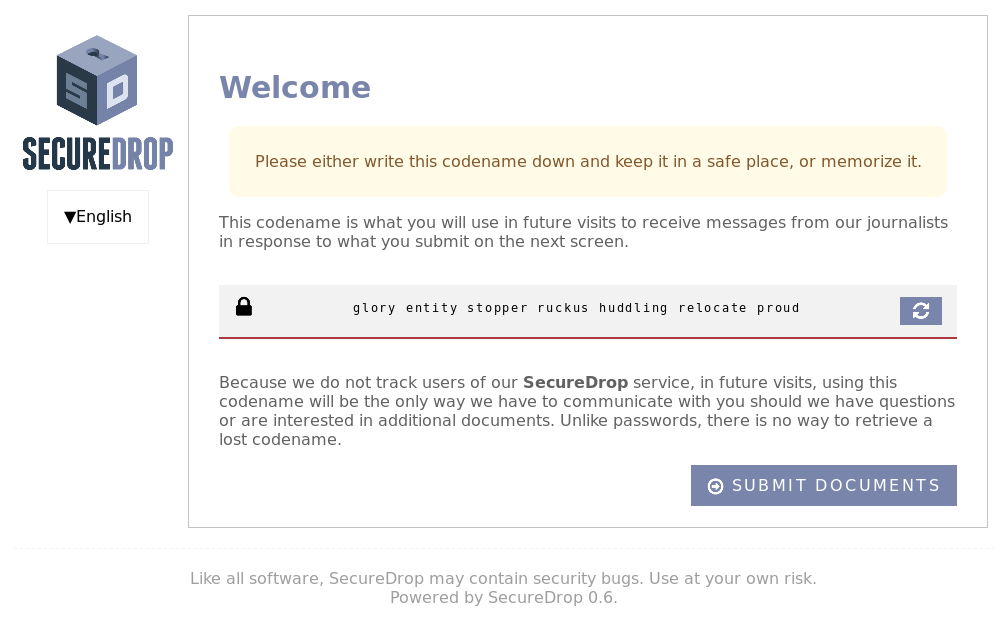 SD
SECUREDROP
▼English
Welcome
Please either write this codename down and keep it in a safe place, or memorize it.
This codename is what you will use in future visits to receive messages from our journalists
in response to what you submit on the next screen.
glory entity stopper ruckus huddling relocate proud
Because we do not track users of our SecureDrop service, in future visits, using this
codename will be the only way we have to communicate with you should we have questions
or are interested in additional documents. Unlike passwords, there is no way to retrieve a
lost codename.
SUBMIT DOCUMENTS
Like all software, SecureDrop may contain security bugs. Use at your own risk.
Powered by SecureDrop 0.6.